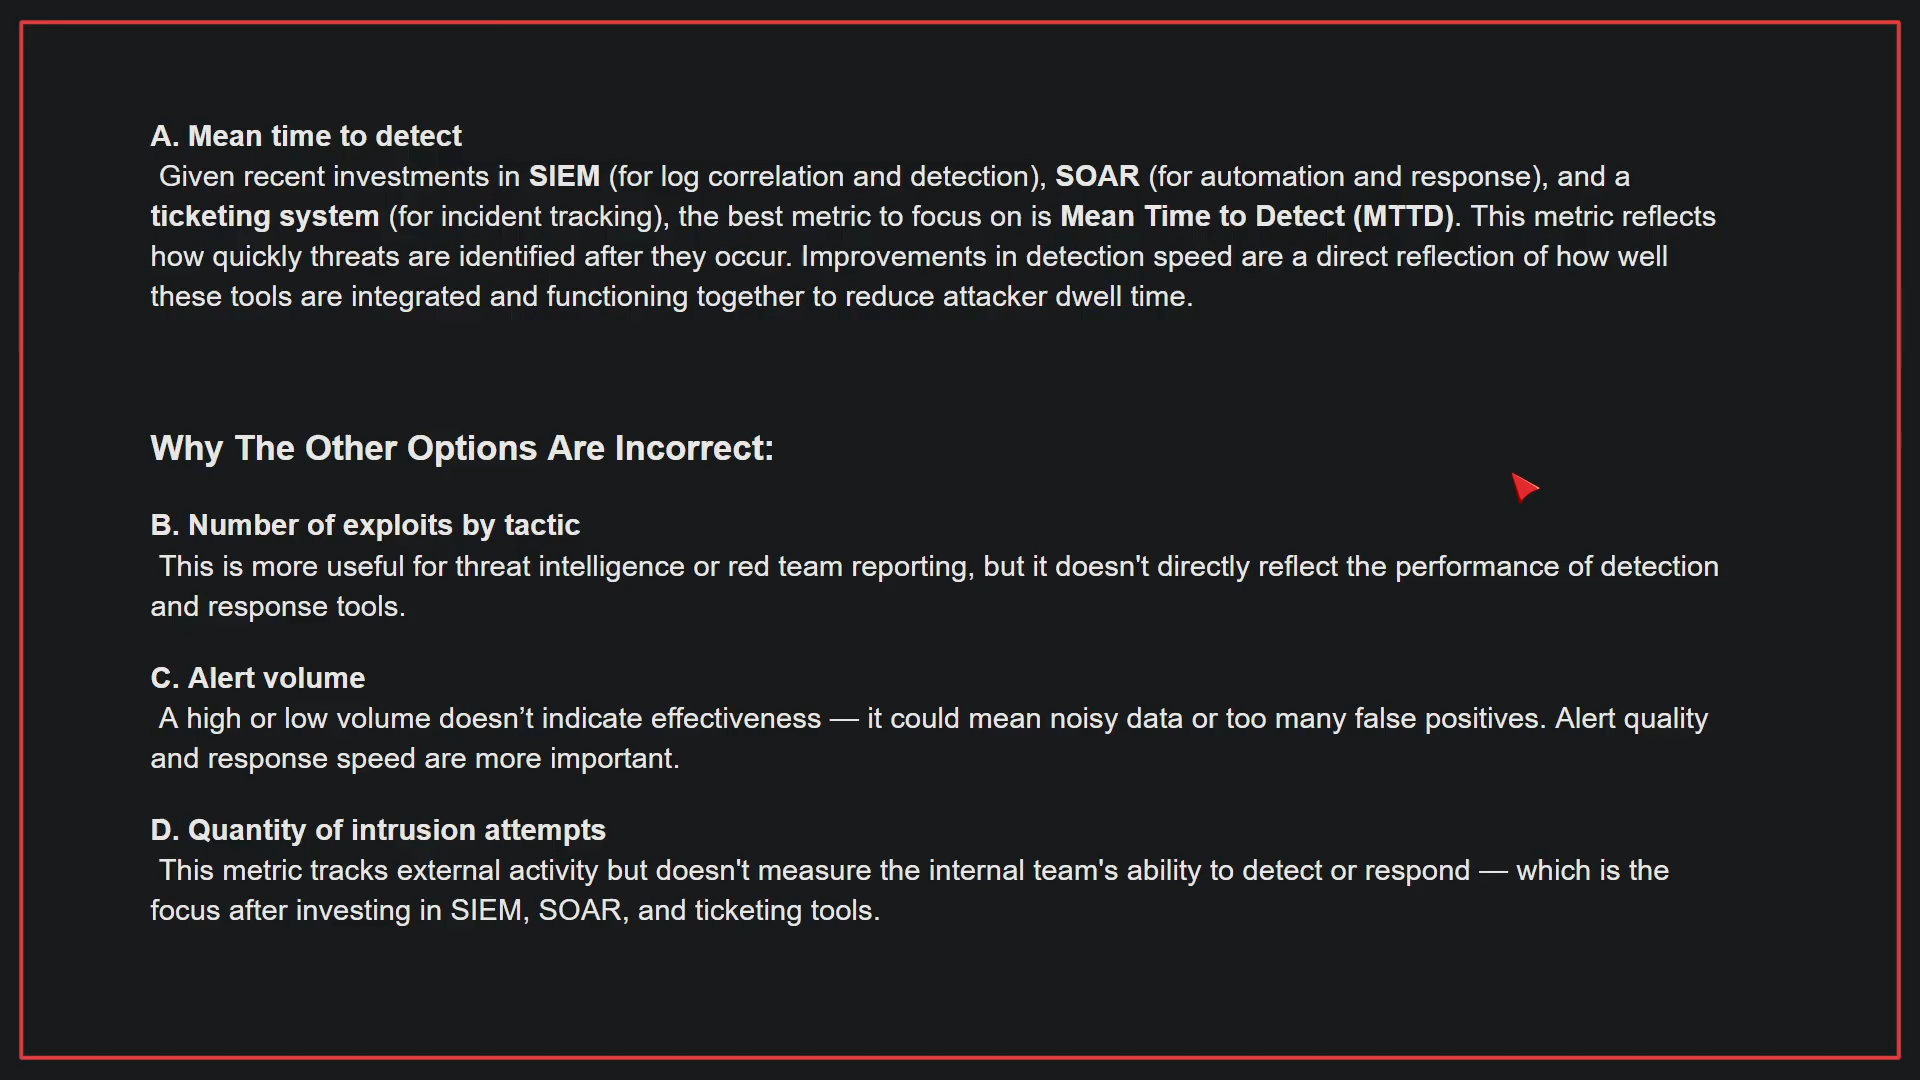 A. Mean time to detect
Given recent investments in SIEM (for log correlation and detection), SOAR (for automation and response), and a
ticketing system (for incident tracking), the best metric to focus on is Mean Time to Detect (MTTD). This metric reflects
how quickly threats are identified after they occur. Improvements in detection speed are a direct reflection of how well
these tools are integrated and functioning together to reduce attacker dwell time.
Why The Other Options Are Incorrect:
B. Number of exploits by tactic
This is more useful for threat intelligence or red team reporting, but it doesn't directly reflect the performance of detection
and response tools.
C. Alert volume
A high or low volume doesn’t indicate effectiveness — it could mean noisy data or too many false positives. Alert quality
and response speed are more important.
D. Quantity of intrusion attempts
This metric tracks external activity but doesn't measure the internal team's ability to detect or respond — which is the
focus after investing in SIEM, SOAR, and ticketing tools.